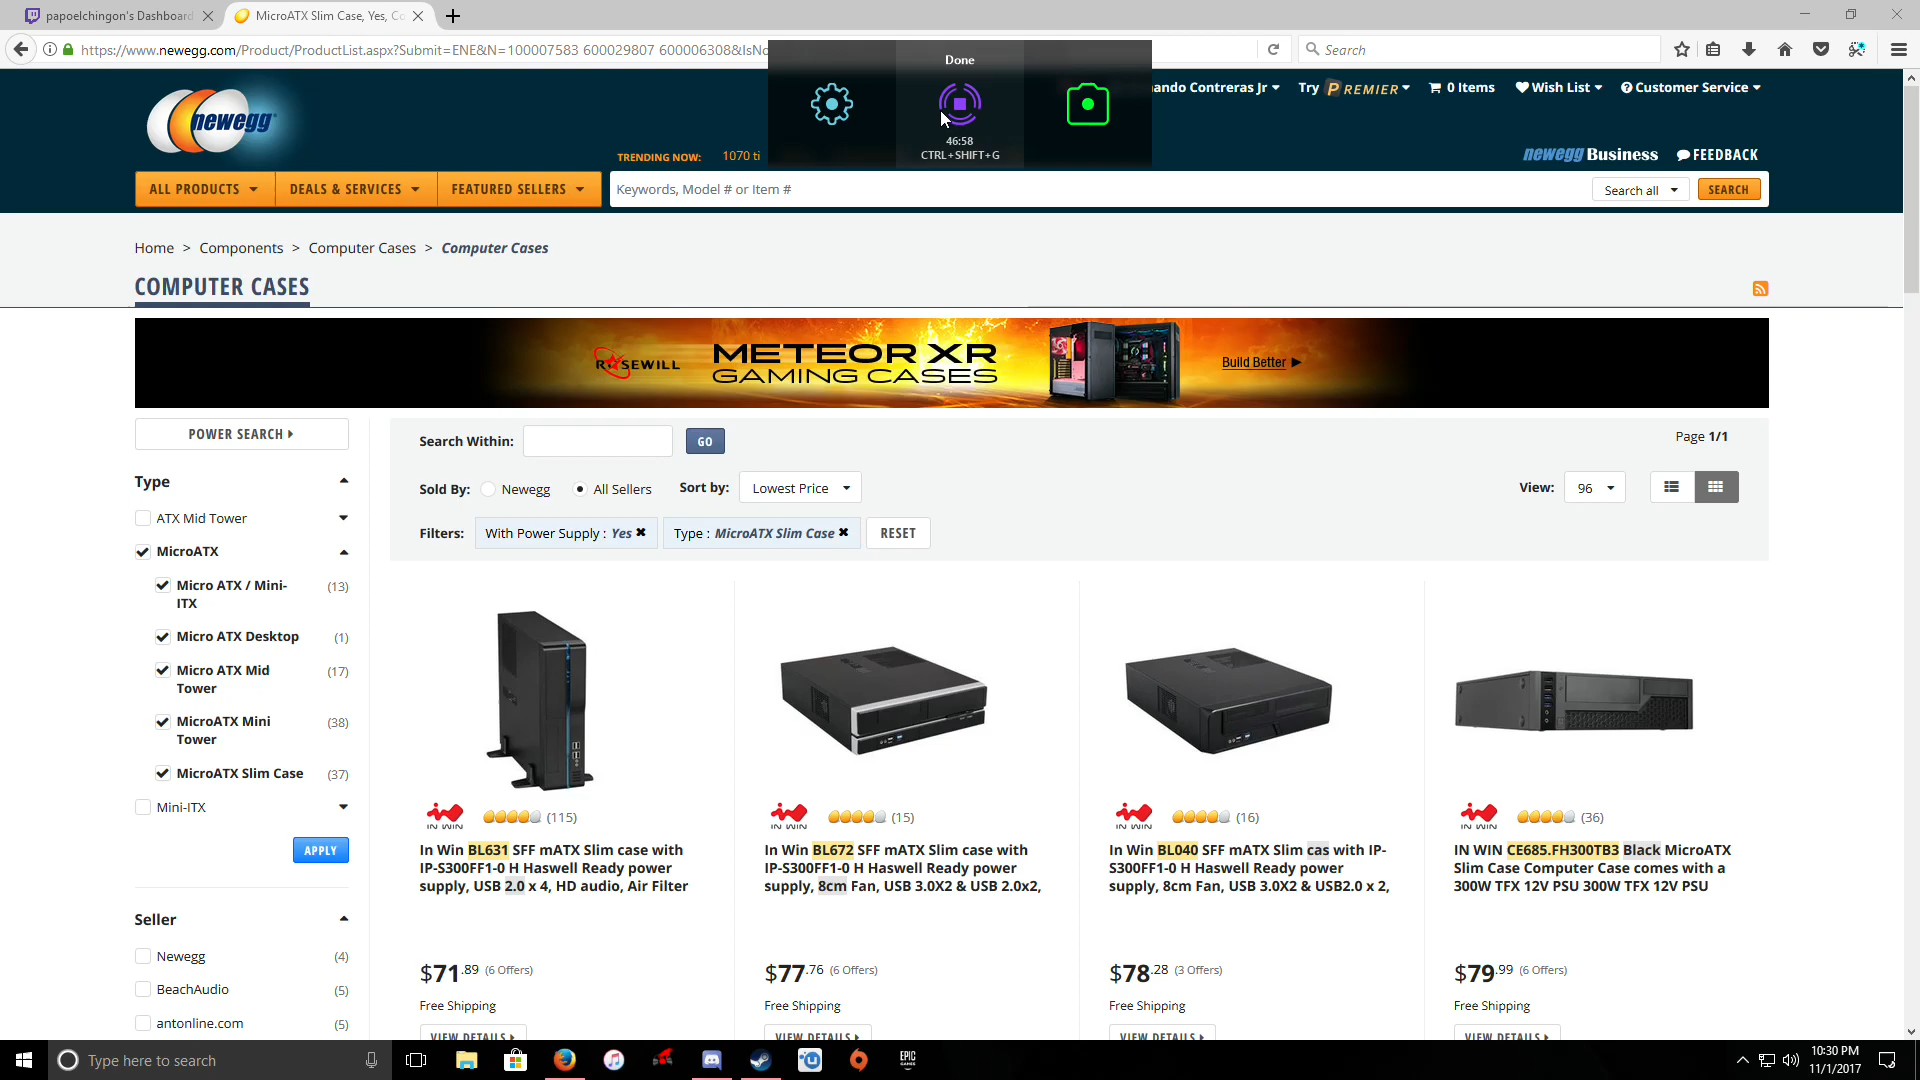 papoelchingon's Dashboard
MicroATX Slim Case, Yes, Co
https://www.newegg.com/Product/ProductList.aspx?Submit=ENE&N=100007583 600029807 600006308&IsNo
Search
Done
46:58
CTRL+SHIFT+G
newegg
nando Contreras Jr
Try PREMIER
0 Items
Wish List
Customer Service
TRENDING NOW: 1070 ti
newegg Business
FEEDBACK
ALL PRODUCTS
DEALS & SERVICES
FEATURED SELLERS
Keywords, Model # or Item #
Search all
SEARCH
Home > Components > Computer Cases > Computer Cases
COMPUTER CASES
ROSEWILL
METEOR XR
GAMING CASES
Build Better
POWER SEARCH
Search Within:
GO
Page 1/1
Type
Sold By: Newegg All Sellers
Sort by: Lowest Price
View: 96
ATX Mid Tower
Filters: With Power Supply : Yes ✖ Type : MicroATX Slim Case ✖ RESET
MicroATX
Micro ATX / Mini-
ITX (13)
Micro ATX Desktop (1)
Micro ATX Mid
Tower (17)
MicroATX Mini
Tower (38)
MicroATX Slim Case (37)
Mini-ITX
APPLY
Seller
Newegg (4)
BeachAudio (5)
antonline.com (5)
IN WIN (115)
In Win BL631 SFF mATX Slim case with
IP-S300FF1-0 H Haswell Ready power
supply, USB 2.0 x 4, HD audio, Air Filter
$71.89 (6 Offers)
Free Shipping
VIEW DETAILS
IN WIN (15)
In Win BL672 SFF mATX Slim case with
IP-S300FF1-0 H Haswell Ready power
supply, 8cm Fan, USB 3.0X2 & USB 2.0x2,
$77.76 (6 Offers)
Free Shipping
VIEW DETAILS
IN WIN (16)
In Win BL040 SFF mATX Slim cas with IP-
S300FF1-0 H Haswell Ready power
supply, 8cm Fan, USB 3.0X2 & USB2.0 x 2,
$78.28 (3 Offers)
Free Shipping
VIEW DETAILS
IN WIN (36)
IN WIN CE685.FH300TB3 Black MicroATX
Slim Case Computer Case comes with a
300W TFX 12V PSU 300W TFX 12V PSU
$79.99 (6 Offers)
Free Shipping
VIEW DETAILS
Type here to search
EPIC
GAMES
10:30 PM
11/1/2017